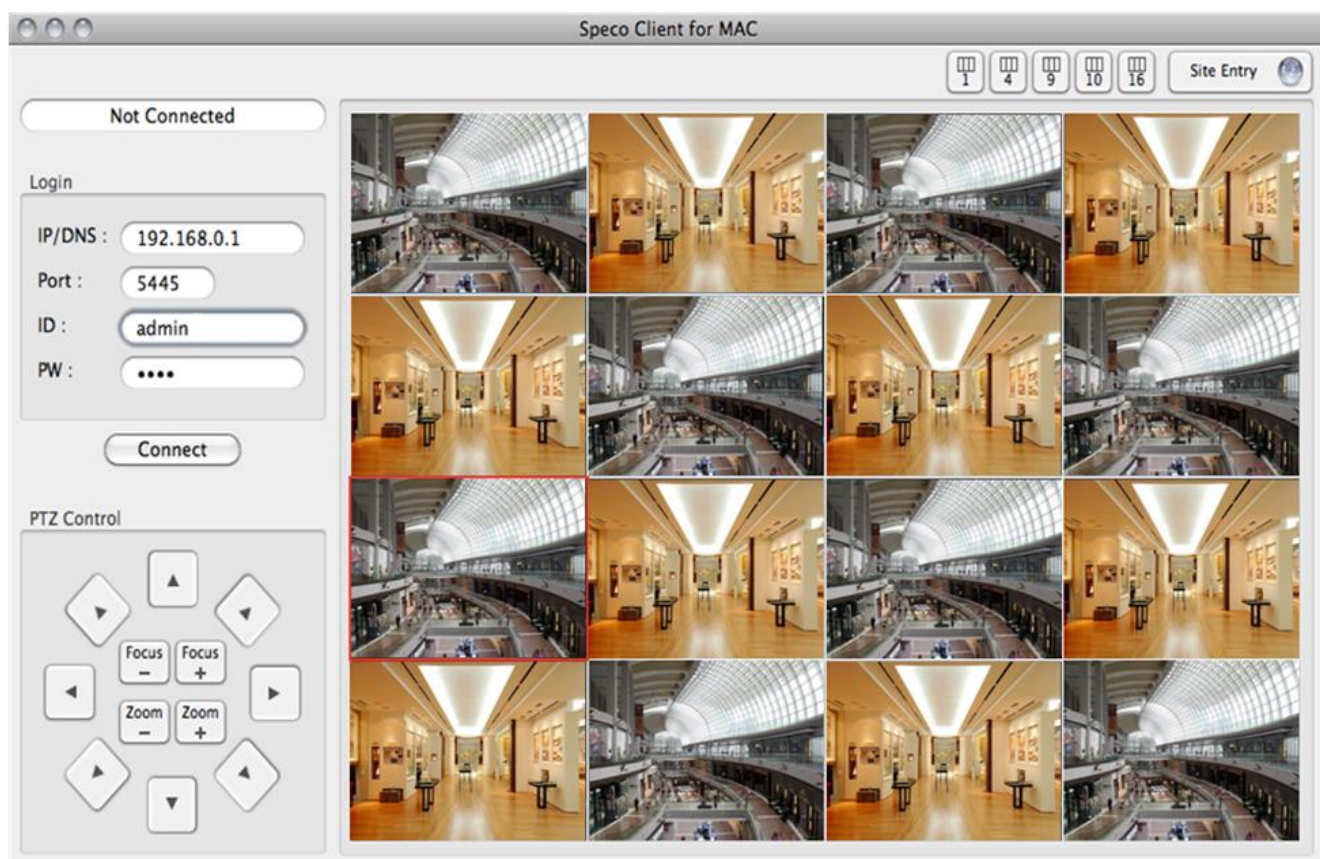 Speco Client for MAC
1 4 9 10 16 Site Entry
Not Connected
Login
IP/DNS : 192.168.0.1
Port : 5445
ID : admin
PW : ••••
Connect
PTZ Control
Focus - Focus +
Zoom - Zoom +